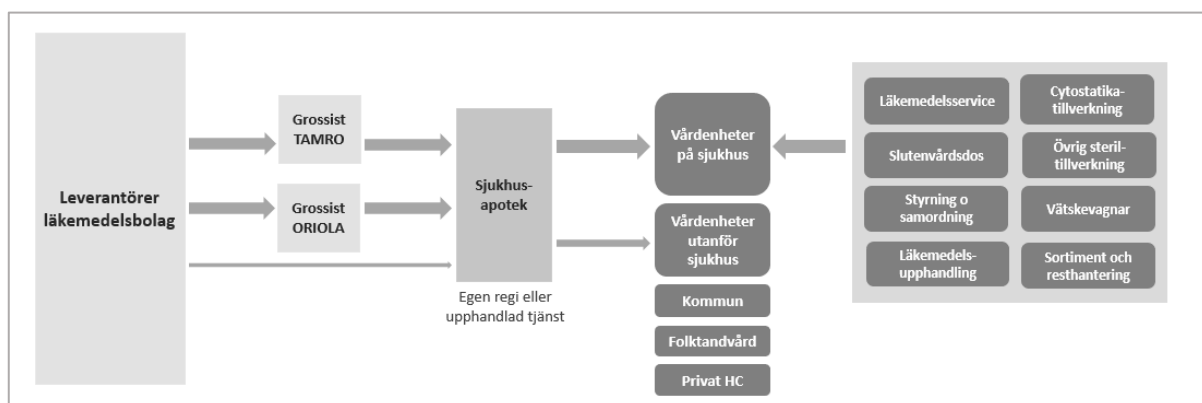 Leverantörer
läkemedelsbolag
Grossist
TAMRO
Grossist
ORIOLA
Sjukhus-
apotek
Egen regi eller
upphandlad tjänst
Vårdenheter
på sjukhus
Vårdenheter
utanför
sjukhus
Kommun
Folktandvård
Privat HC
Läkemedelsservice
Cytostatika-
tillverkning
Slutenvårdsdos
Övrig steril-
tillverkning
Styrning o
samordning
Vätskevagnar
Läkemedels-
upphandling
Sortiment och
resthantering